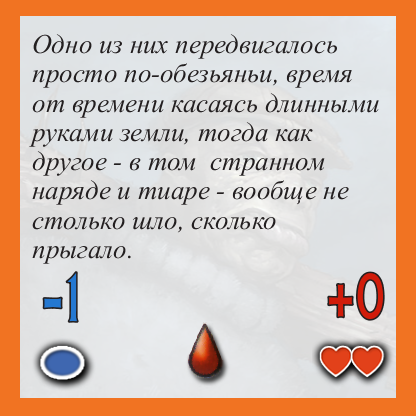 Одно из них передвигалось
просто по-обезьяньи, время
от времени касаясь длинными
руками земли, тогда как
другое - в том  странном
наряде и тиаре - вообще не
столько шло, сколько
прыгало.
-1 +0